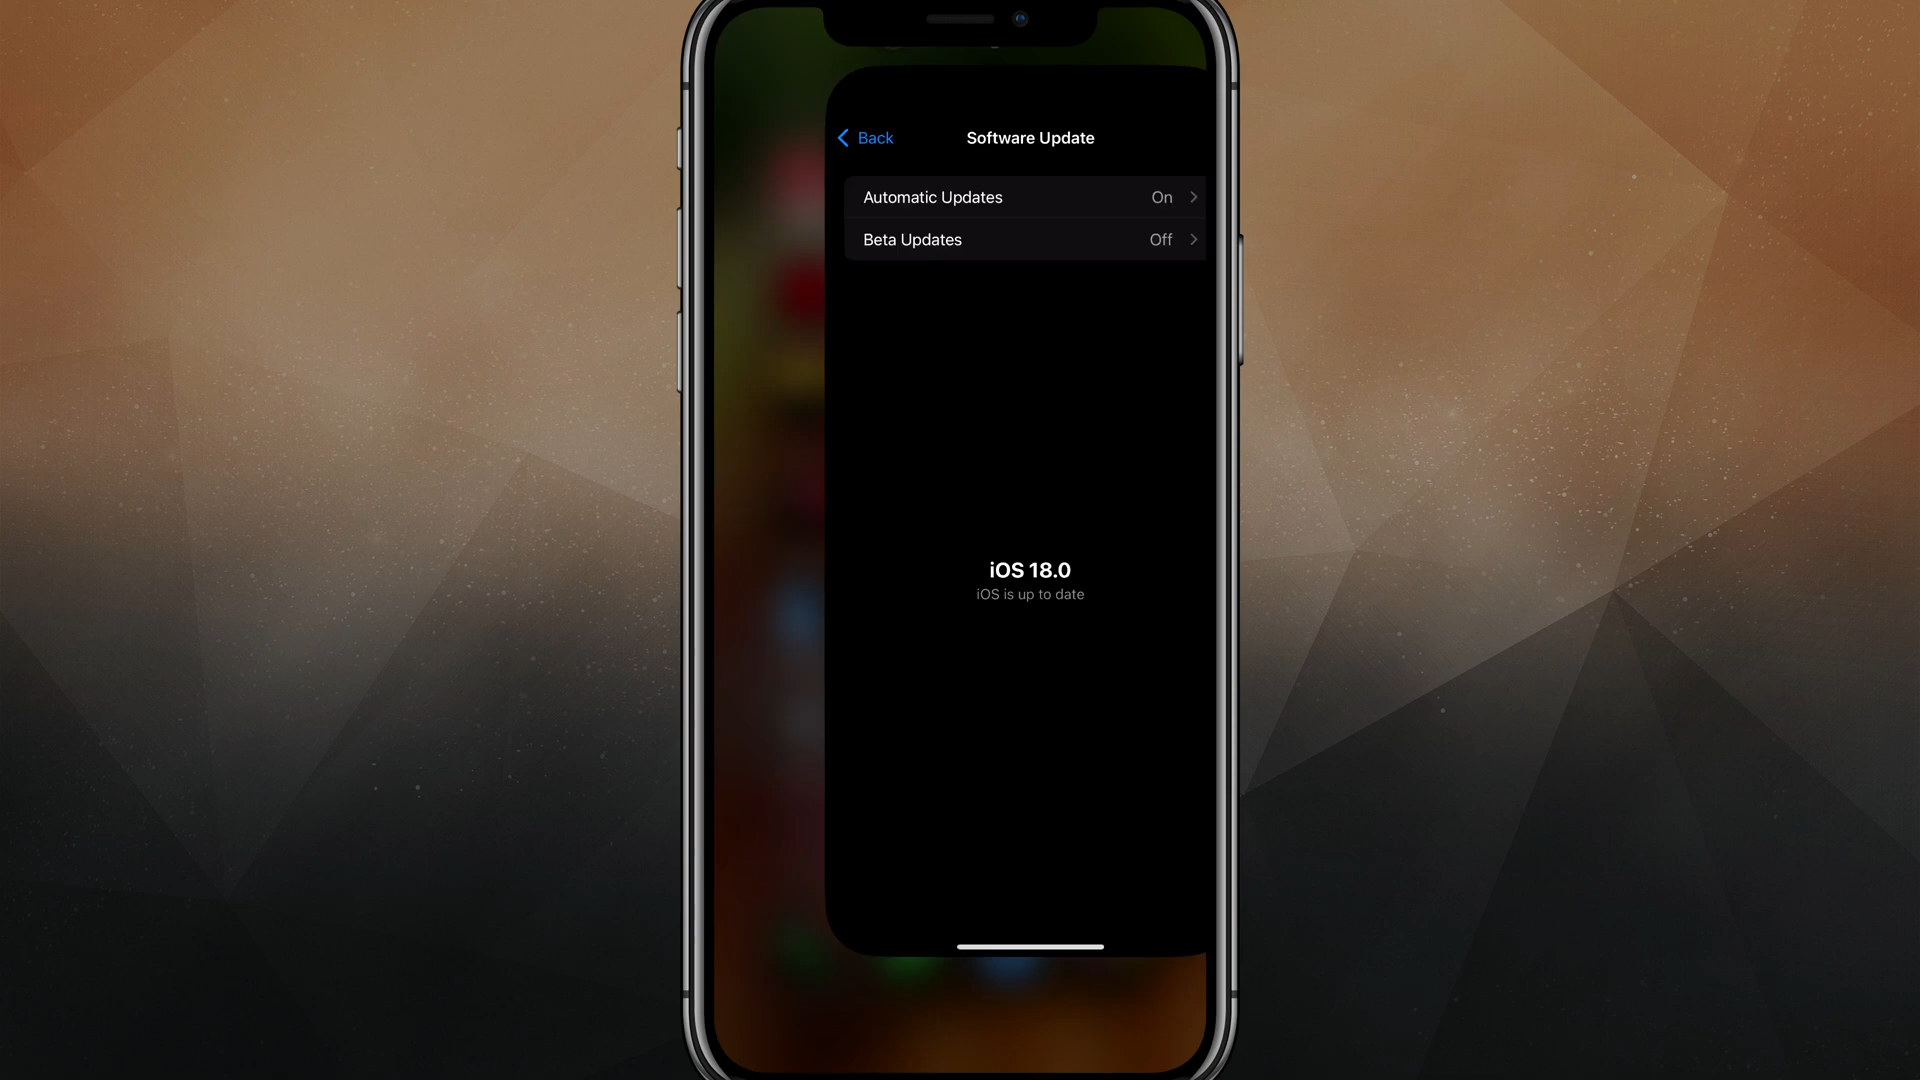 Back
Software Update
Automatic Updates On
Beta Updates Off
iOS 18.0
iOS is up to date